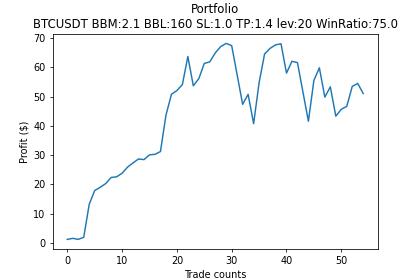 Portfolio
BTCUSDT BBM:2.1 BBL:160 SL:1.0 TP:1.4 lev:20 WinRatio:75.0
70
60
50
40
30
20
10
0
Profit ($)
0 10 20 30 40 50
Trade counts